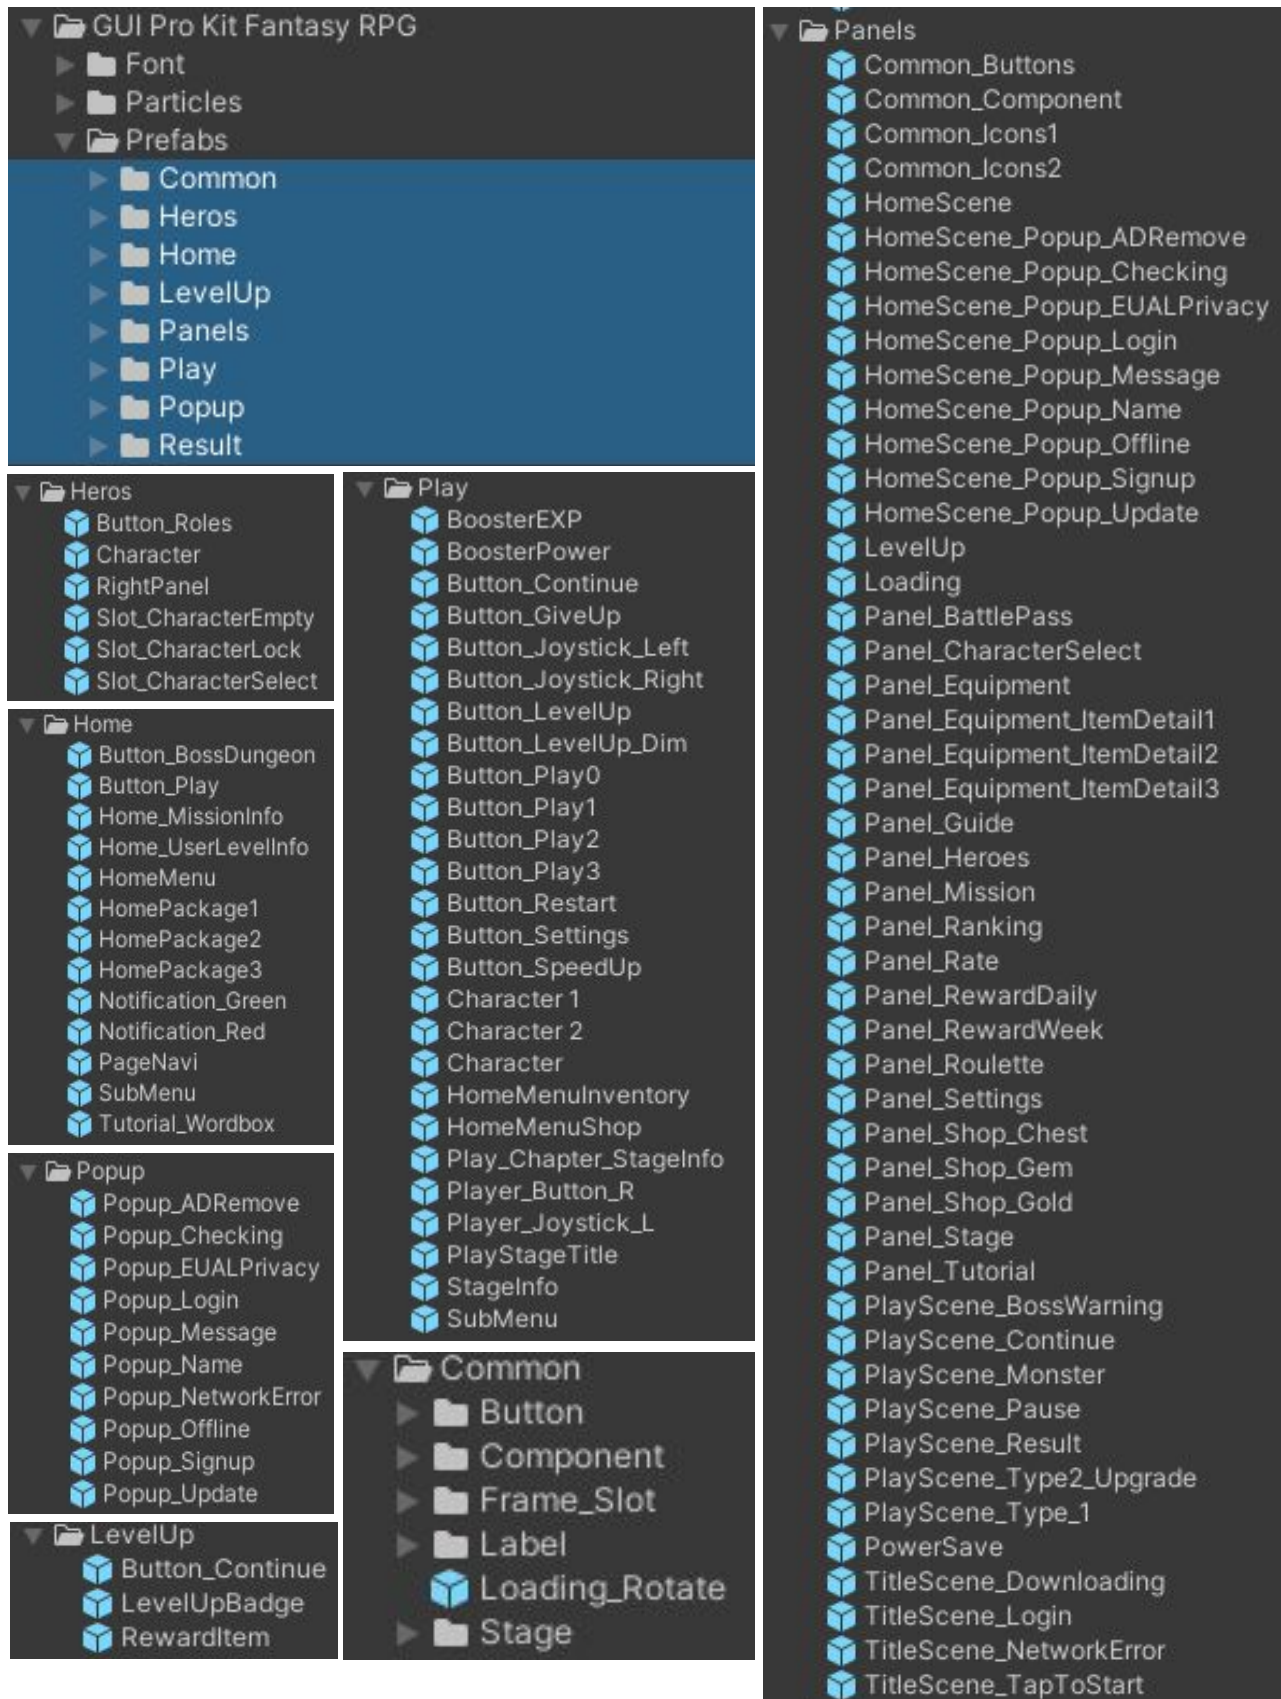 GUI Pro Kit Fantasy RPG
Font
Particles
Prefabs
Common
Heros
Home
LevelUp
Panels
Play
Popup
Result
Heros
Button_Roles
Character
RightPanel
Slot_CharacterEmpty
Slot_CharacterLock
Slot_CharacterSelect
Home
Button_BossDungeon
Button_Play
Home_MissionInfo
Home_UserLevelInfo
HomeMenu
HomePackage1
HomePackage2
HomePackage3
Notification_Green
Notification_Red
PageNavi
SubMenu
Tutorial_Wordbox
Popup
Popup_ADRemove
Popup_Checking
Popup_EUALPrivacy
Popup_Login
Popup_Message
Popup_Name
Popup_NetworkError
Popup_Offline
Popup_Signup
Popup_Update
LevelUp
Button_Continue
LevelUpBadge
RewardItem
Play
BoosterEXP
BoosterPower
Button_Continue
Button_GiveUp
Button_Joystick_Left
Button_Joystick_Right
Button_LevelUp
Button_LevelUp_Dim
Button_Play0
Button_Play1
Button_Play2
Button_Play3
Button_Restart
Button_Settings
Button_SpeedUp
Character 1
Character 2
Character
HomeMenuInventory
HomeMenuShop
Play_Chapter_StageInfo
Player_Button_R
Player_Joystick_L
PlayStageTitle
StageInfo
SubMenu
Common
Button
Component
Frame_Slot
Label
Loading_Rotate
Stage
Panels
Common_Buttons
Common_Component
Common_Icons1
Common_Icons2
HomeScene
HomeScene_Popup_ADRemove
HomeScene_Popup_Checking
HomeScene_Popup_EUALPrivacy
HomeScene_Popup_Login
HomeScene_Popup_Message
HomeScene_Popup_Name
HomeScene_Popup_Offline
HomeScene_Popup_Signup
HomeScene_Popup_Update
LevelUp
Loading
Panel_BattlePass
Panel_CharacterSelect
Panel_Equipment
Panel_Equipment_ItemDetail1
Panel_Equipment_ItemDetail2
Panel_Equipment_ItemDetail3
Panel_Guide
Panel_Heroes
Panel_Mission
Panel_Ranking
Panel_Rate
Panel_RewardDaily
Panel_RewardWeek
Panel_Roulette
Panel_Settings
Panel_Shop_Chest
Panel_Shop_Gem
Panel_Shop_Gold
Panel_Stage
Panel_Tutorial
PlayScene_BossWarning
PlayScene_Continue
PlayScene_Monster
PlayScene_Pause
PlayScene_Result
PlayScene_Type2_Upgrade
PlayScene_Type_1
PowerSave
TitleScene_Downloading
TitleScene_Login
TitleScene_NetworkError
TitleScene_TapToStart